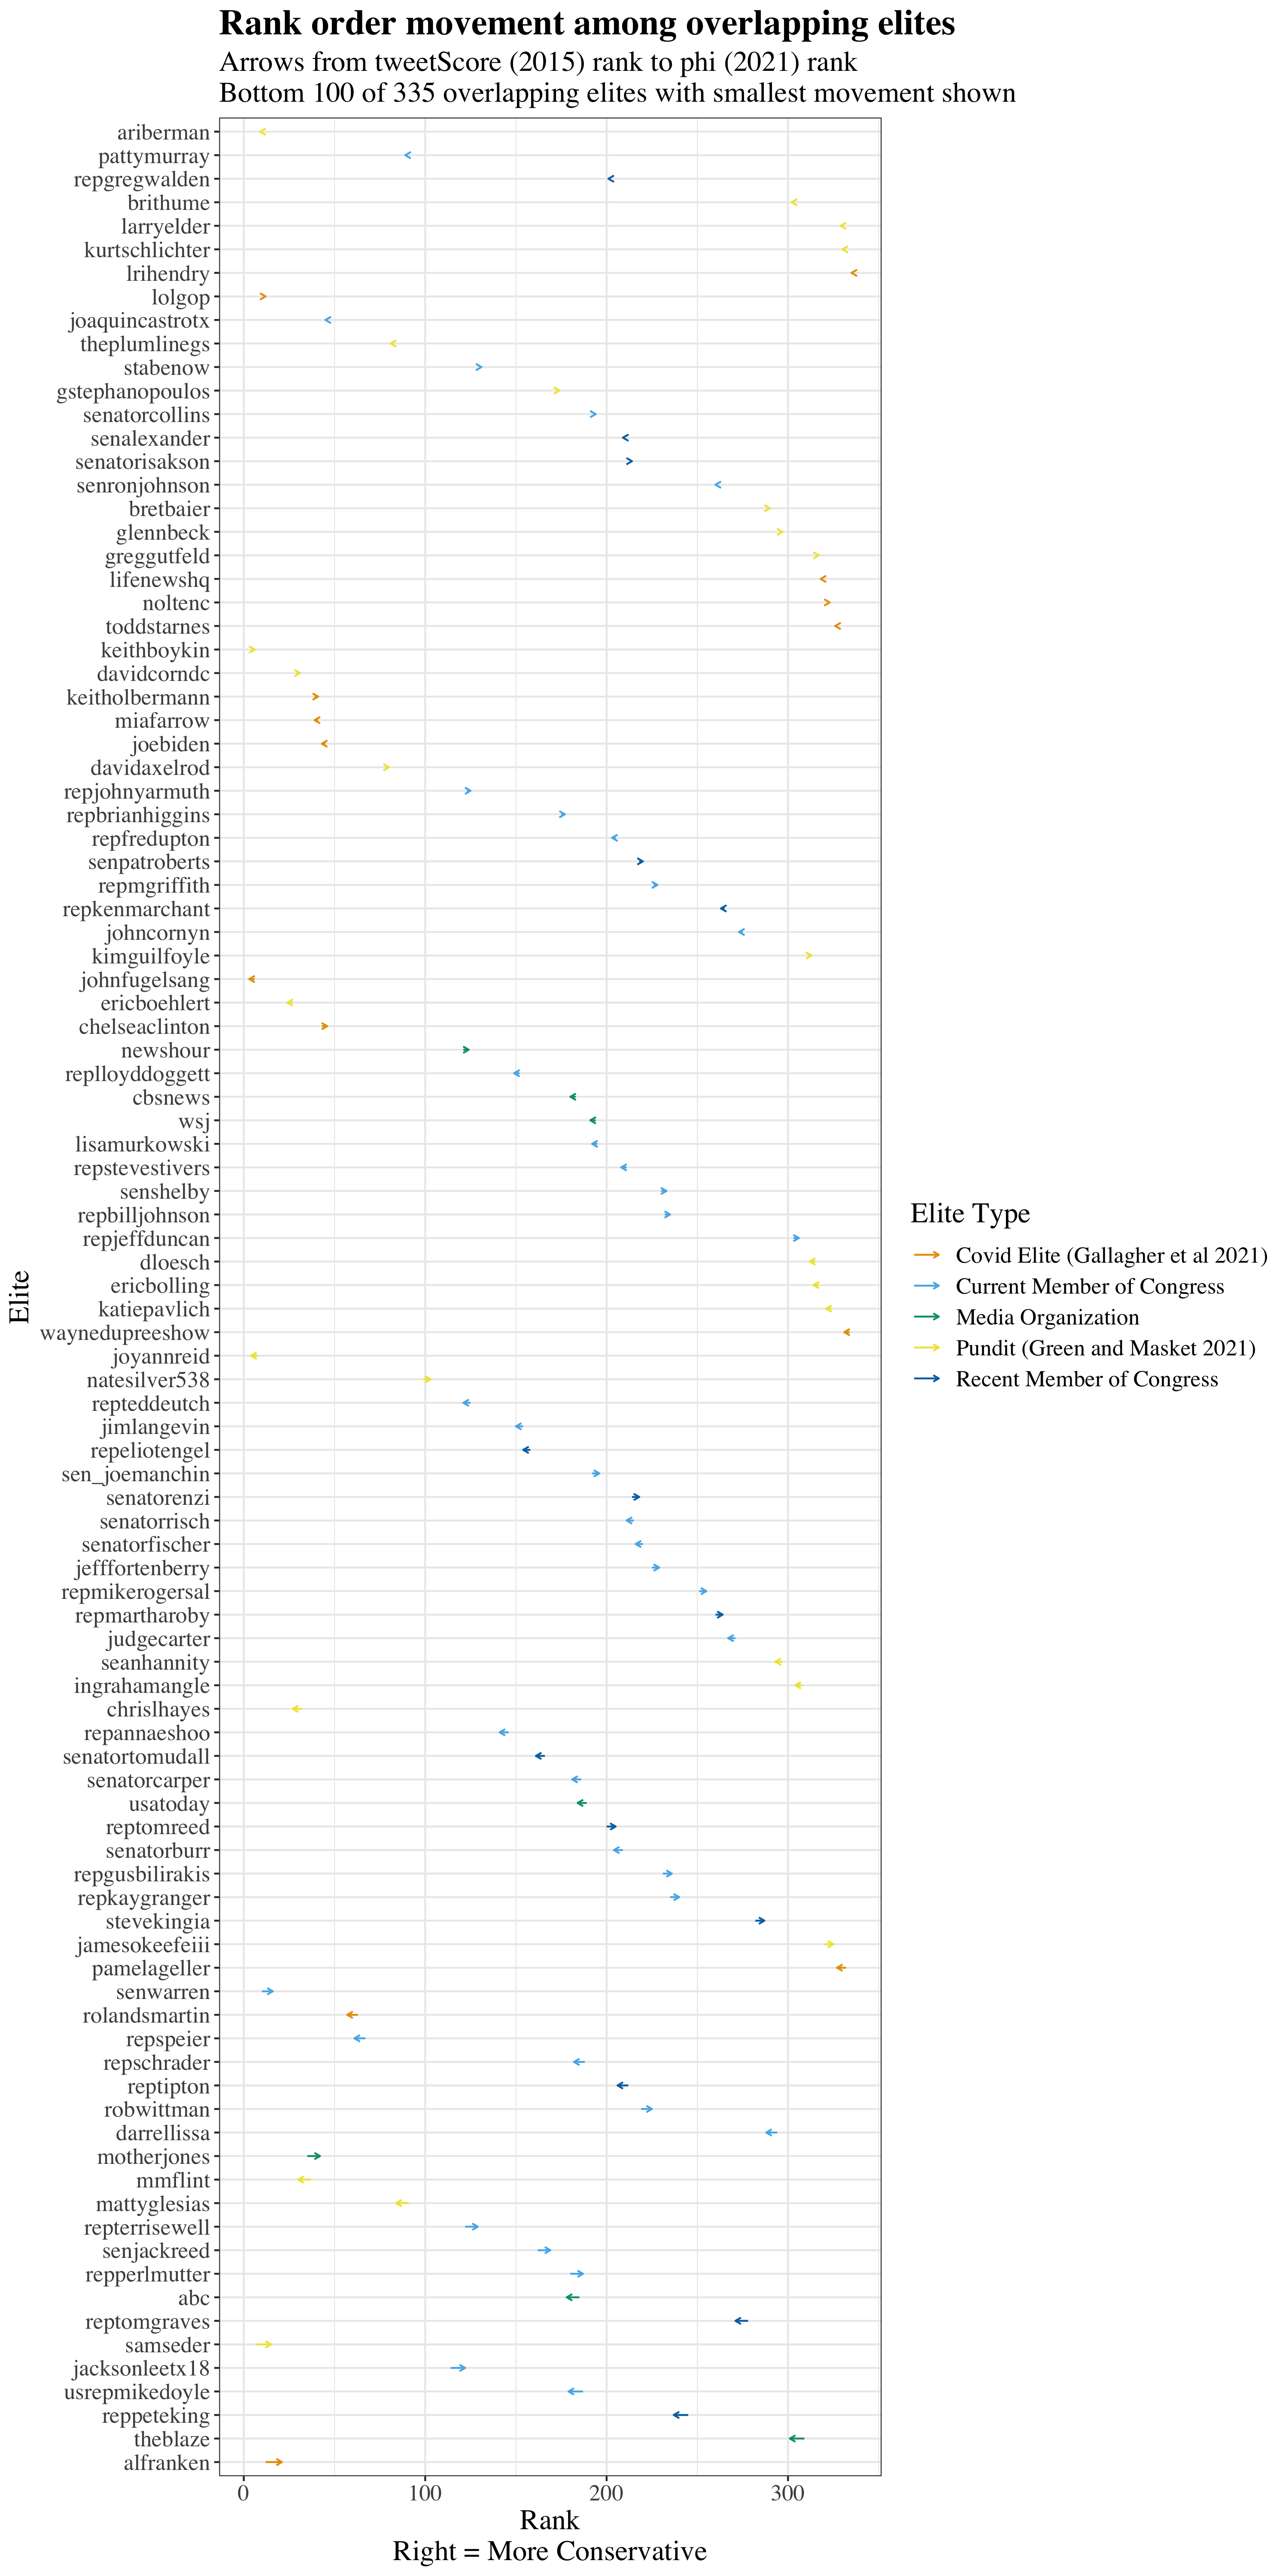 Rank order movement among overlapping elites
Arrows from tweetScore (2015) rank to phi (2021) rank
Bottom 100 of 335 overlapping elites with smallest movement shown
ariberman
pattymurray
repgregwalden
brithume
larryelder
kurtschlichter
lrihendry
lolgop
joaquincastrotx
theplumlinegs
stabenow
gstephanopoulos
senatorcollins
senalexander
senatorisakson
senronjohnson
bretbaier
glennbeck
greggutfeld
lifenewshq
noltenc
toddstarnes
keithboykin
davidcorndc
keitholbermann
miafarrow
joebiden
davidaxelrod
repjohnyarmuth
repbrianhiggins
repfredupton
senpatroberts
repmgriffith
repkenmarchant
johncornyn
kimguilfoyle
johnfugelsang
ericboehlert
chelseaclinton
newshour
replloyddoggett
cbsnews
wsj
lisamurkowski
repstevestivers
senshelby
repbilljohnson
repjeffduncan
dloesch
ericbolling
katiepavlich
waynedupreeshow
joyannreid
natesilver538
repteddeutch
jimlangevin
repeliotengel
sen_joemanchin
senatorenzi
senatorrisch
senatorfischer
jefffortenberry
repmikerogersal
repmartharoby
judgecarter
seanhannity
ingrahamangle
chrislhayes
repannaeshoo
senatortomudall
senatorcarper
usatoday
reptomreed
senatorburr
repgusbilirakis
repkaygranger
stevekingia
jamesokeefeiii
pamelageller
senwarren
rolandsmartin
repspeier
repschrader
reptipton
robwittman
darrellissa
motherjones
mmflint
mattyglesias
repterrisewell
senjackreed
repperlmutter
abc
reptomgraves
samseder
jacksonleetx18
usrepmikedoyle
reppeteking
theblaze
alfranken
Elite
0 100 200 300
Rank
Right = More Conservative
Elite Type
Covid Elite (Gallagher et al 2021)
Current Member of Congress
Media Organization
Pundit (Green and Masket 2021)
Recent Member of Congress